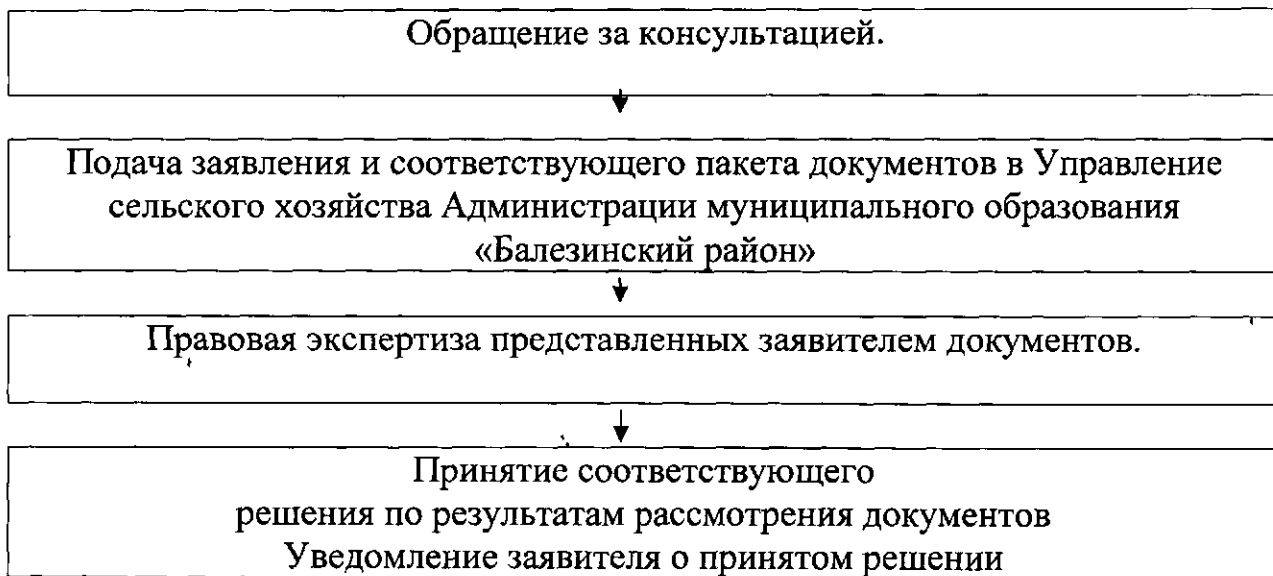 Обращение за консультацией.
Подача заявления и соответствующего пакета документов в Управление
сельского хозяйства Администрации муниципального образования
«Балезинский район»
Правовая экспертиза представленных заявителем документов.
Принятие соответствующего
решения по результатам рассмотрения документов
Уведомление заявителя о принятом решении